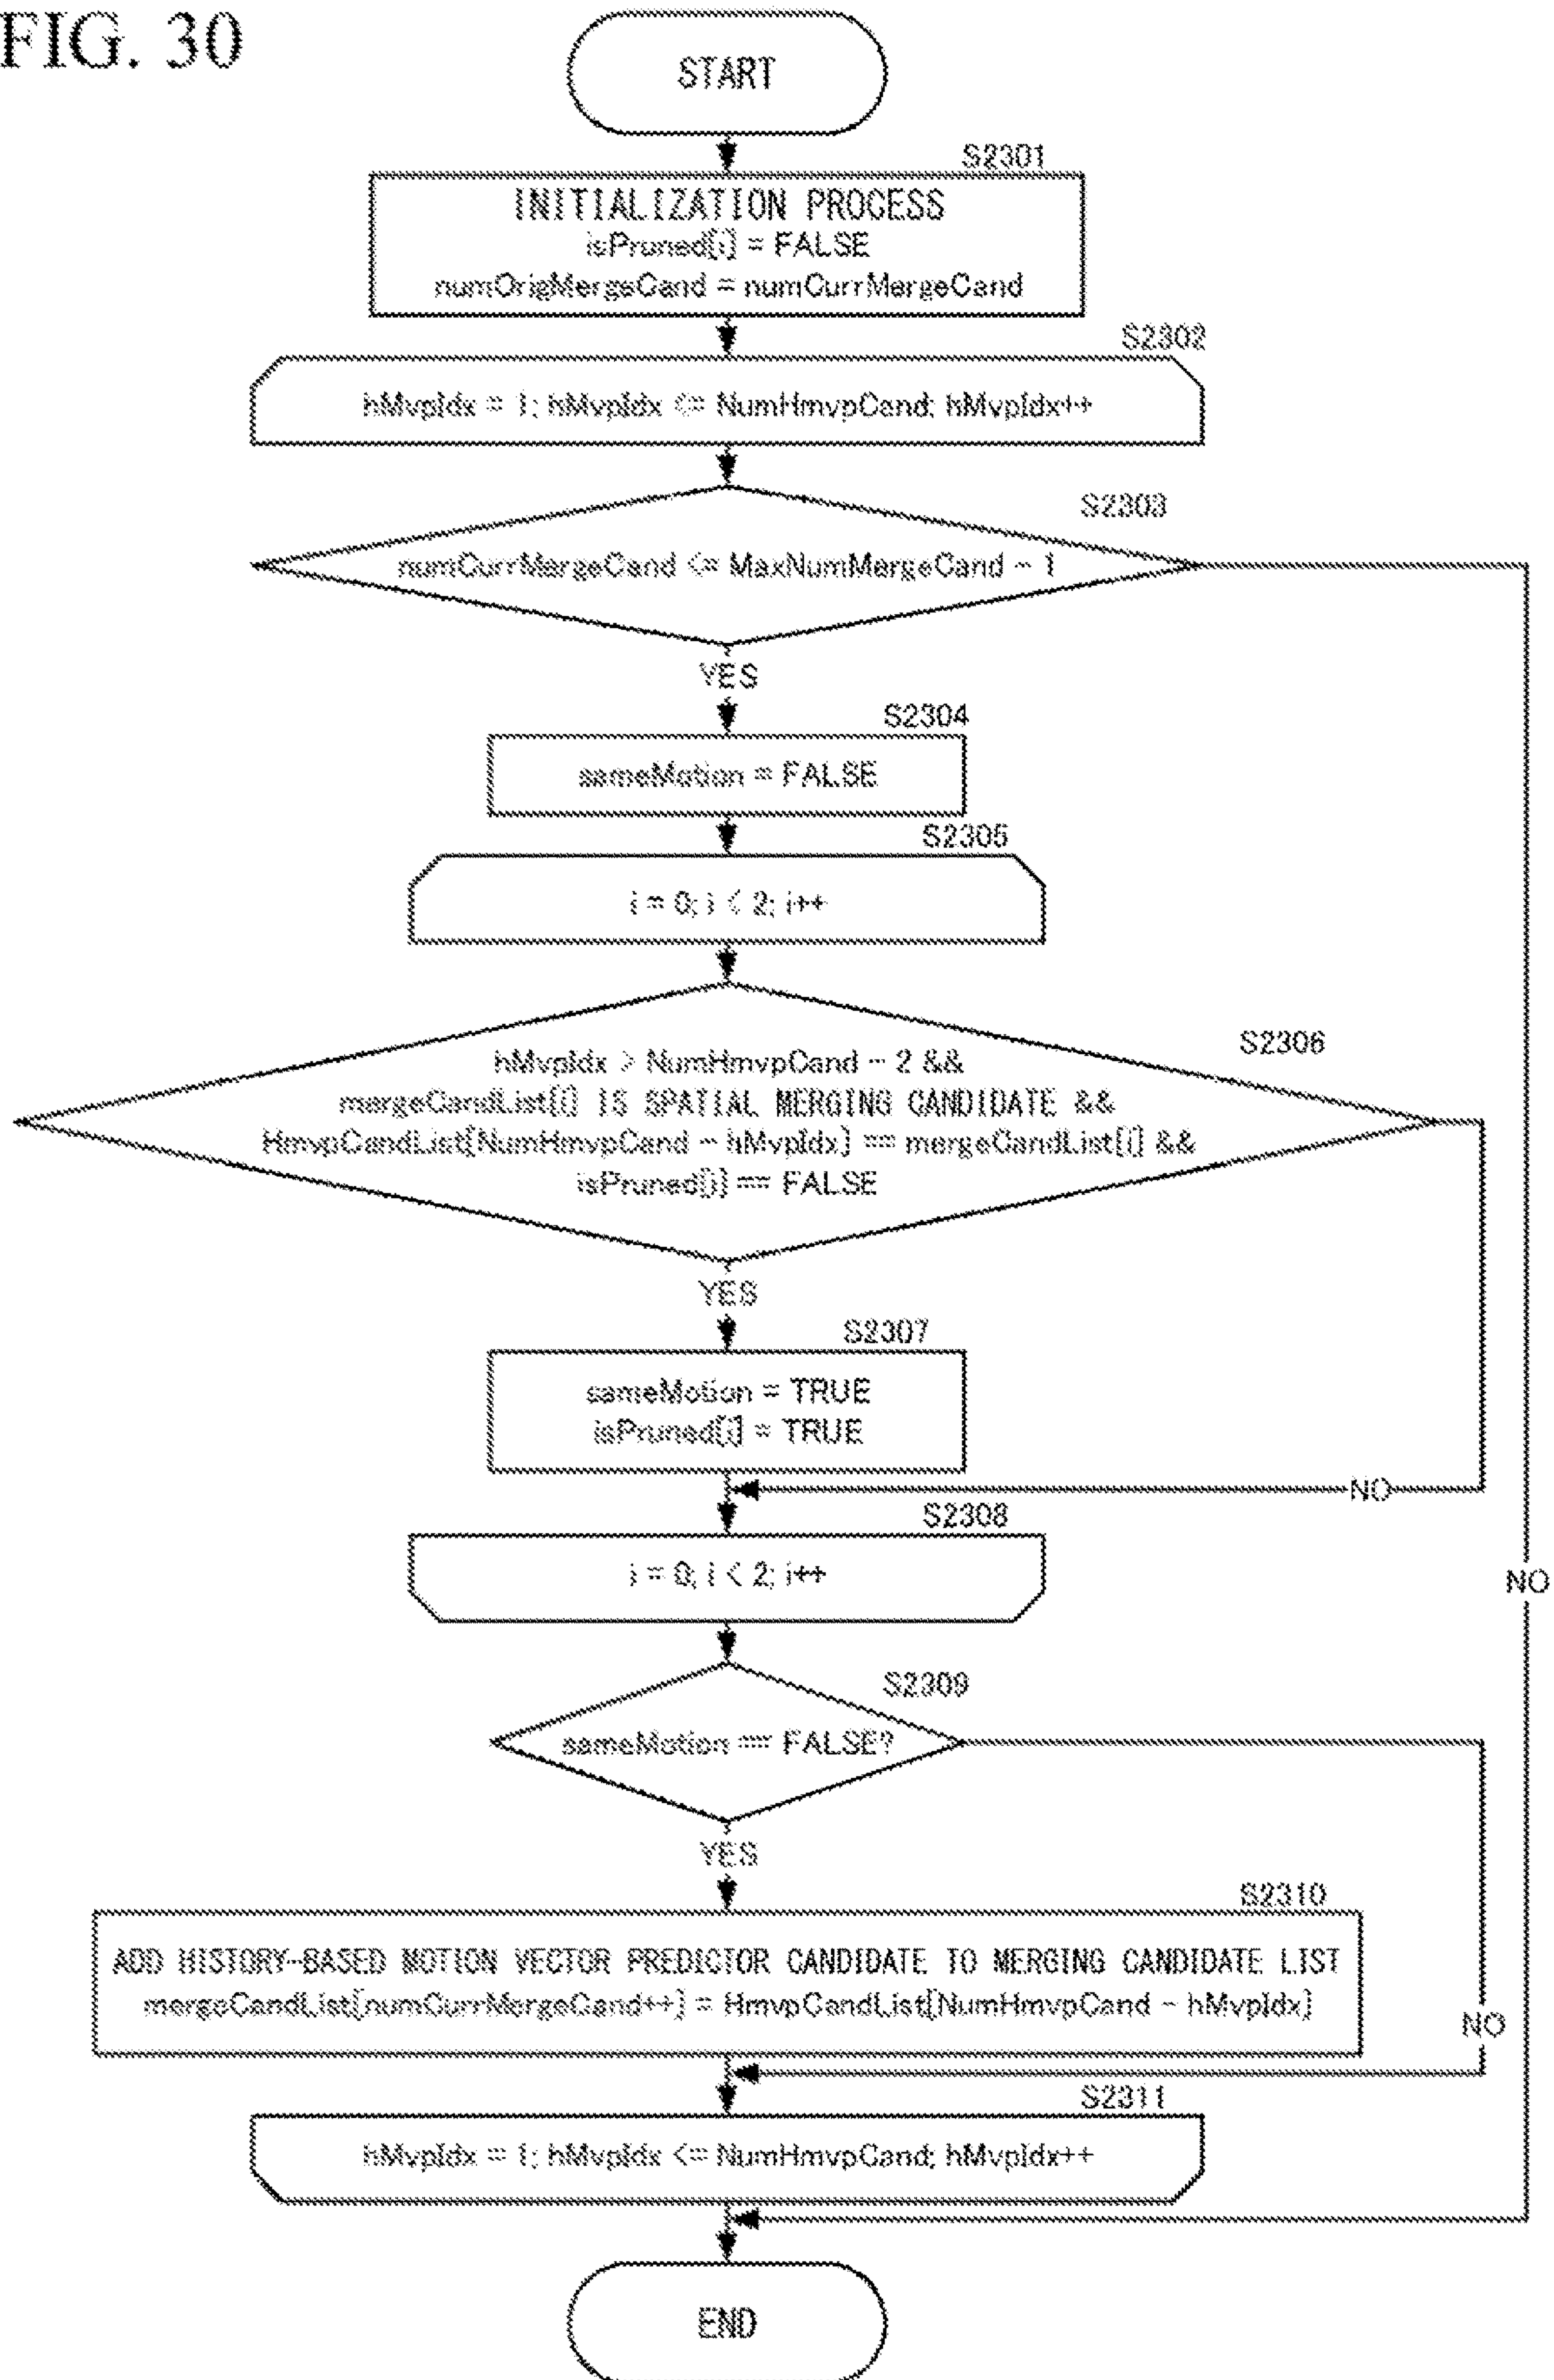 FIG. 30
START
S2301
INITIALIZATION PROCESS
isPruned[i] = FALSE
numOrigMergeCand = numCurrMergeCand
S2302
hMvpIdx = 1; hMvpIdx <= NumHmvpCand; hMvpIdx++
S2303
numCurrMergeCand <= MaxNumMergeCand - 1
YES
S2304
sameMotion = FALSE
S2305
i = 0; i < 2; i++
S2306
hMvpIdx > NumHmvpCand - 2 &&
mergeCandList[i] IS SPATIAL MERGING CANDIDATE &&
HmvpCandList[NumHmvpCand - hMvpIdx] == mergeCandList[i] &&
isPruned[i] == FALSE
YES
S2307
sameMotion = TRUE
isPruned[i] = TRUE
NO
S2308
i = 0; i < 2; i++
NO
S2309
sameMotion == FALSE?
YES
S2310
ADD HISTORY-BASED MOTION VECTOR PREDICTOR CANDIDATE TO MERGING CANDIDATE LIST
mergeCandList[numCurrMergeCand++] = HmvpCandList[NumHmvpCand - hMvpIdx]
NO
S2311
hMvpIdx = 1; hMvpIdx <= NumHmvpCand; hMvpIdx++
END